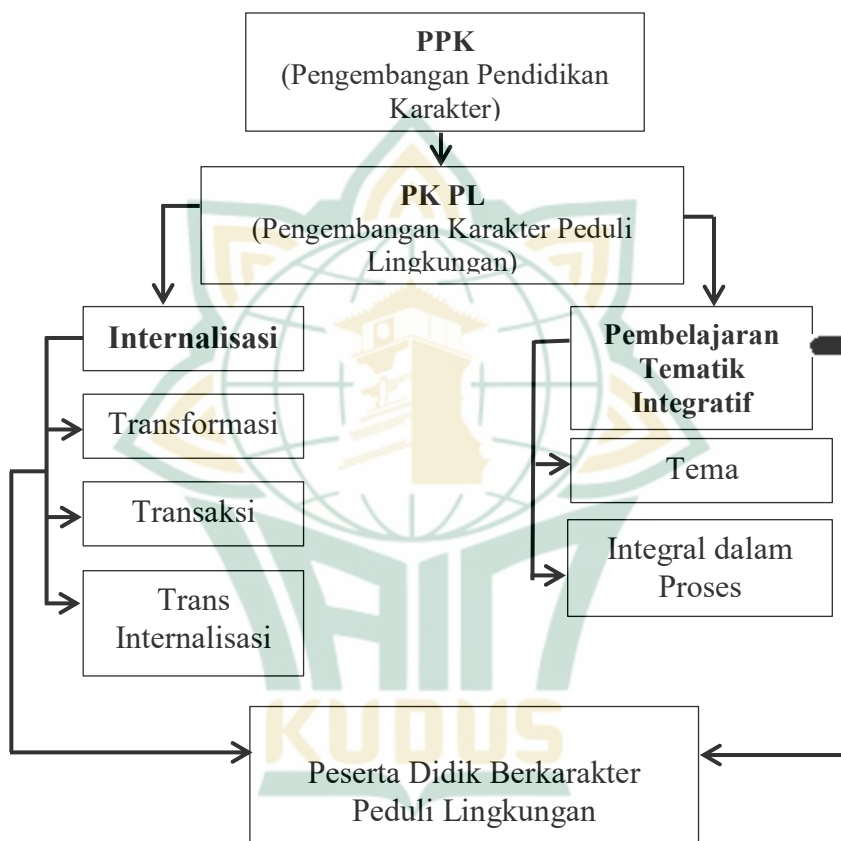 PPK
(Pengembangan Pendidikan
Karakter)
PK PL
(Pengembangan Karakter Peduli
Lingkungan)
Internalisasi
Transformasi
Transaksi
Trans
Internalisasi
Pembelajaran
Tematik
Integratif
Tema
Integral dalam
Proses
Peserta Didik Berkarakter
Peduli Lingkungan
IAIN
KUDUS